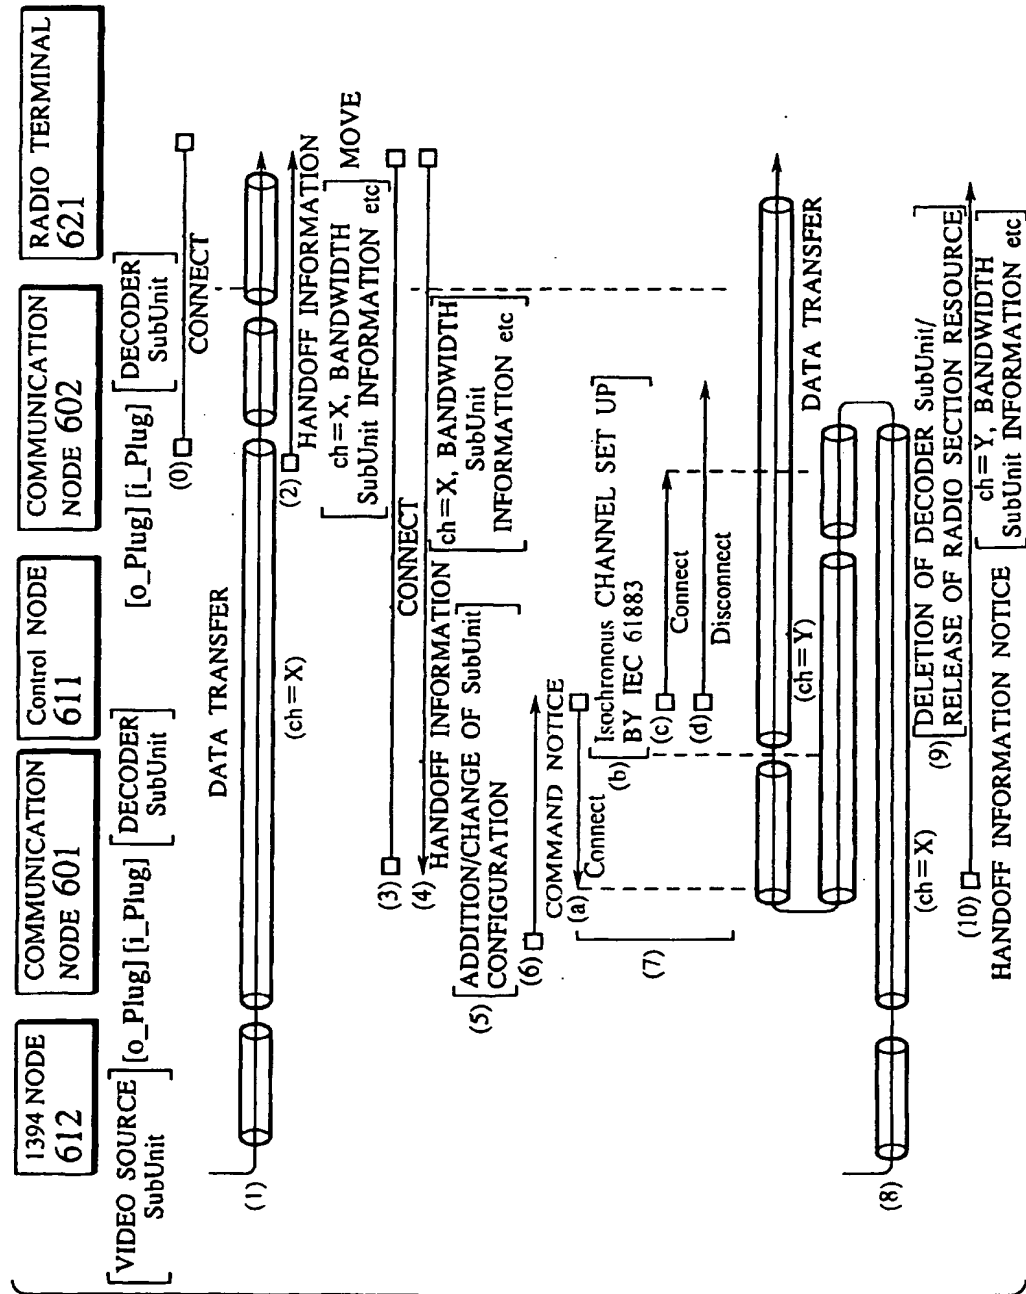 1394 NODE
612
COMMUNICATION
NODE 601
Control NODE
611
COMMUNICATION
NODE 602
RADIO TERMINAL
621
VIDEO SOURCE
SubUnit
[o_Plug] [i_Plug]
DECODER
SubUnit
[o_Plug] [i_Plug]
DECODER
SubUnit
(0)
CONNECT
(1)
DATA TRANSFER
(ch=X)
(2)
HANDOFF INFORMATION
ch=X, BANDWIDTH
SubUnit INFORMATION etc
MOVE
(3)
CONNECT
(4)
HANDOFF INFORMATION
ch=X, BANDWIDTH
SubUnit
INFORMATION etc
(5)
ADDITION/CHANGE OF SubUnit
CONFIGURATION
(6)
COMMAND NOTICE
(7)
(a)
Connect
(b)
Isochronous CHANNEL SET UP
BY IEC 61883
(c)
Connect
(d)
Disconnect
(ch=Y)
DATA TRANSFER
(8)
(ch=X)
(9)
DELETION OF DECODER SubUnit/
RELEASE OF RADIO SECTION RESOURCE
(10)
HANDOFF INFORMATION NOTICE
ch=Y, BANDWIDTH
SubUnit INFORMATION etc